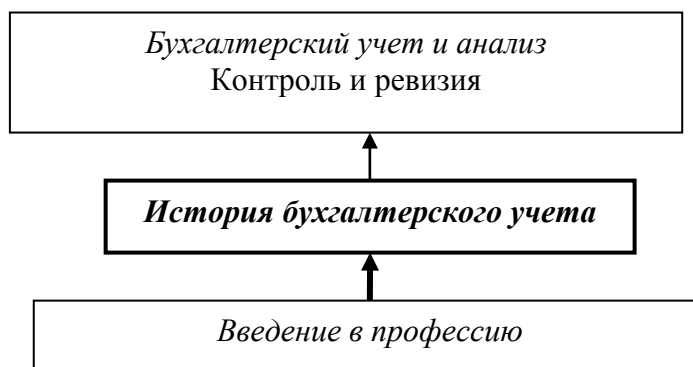 Бухгалтерский учет и анализ
Контроль и ревизия
История бухгалтерского учета
Введение в профессию